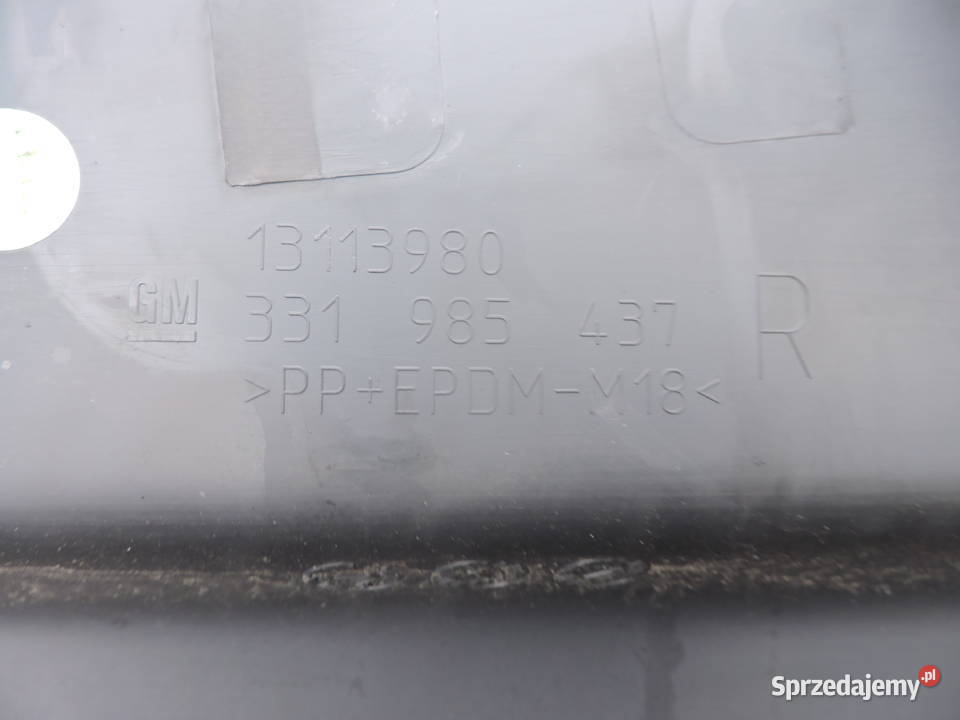 13113980
GM
331 985 437
R
>PP+EPDM-M18<
Sprzedajemy.pl